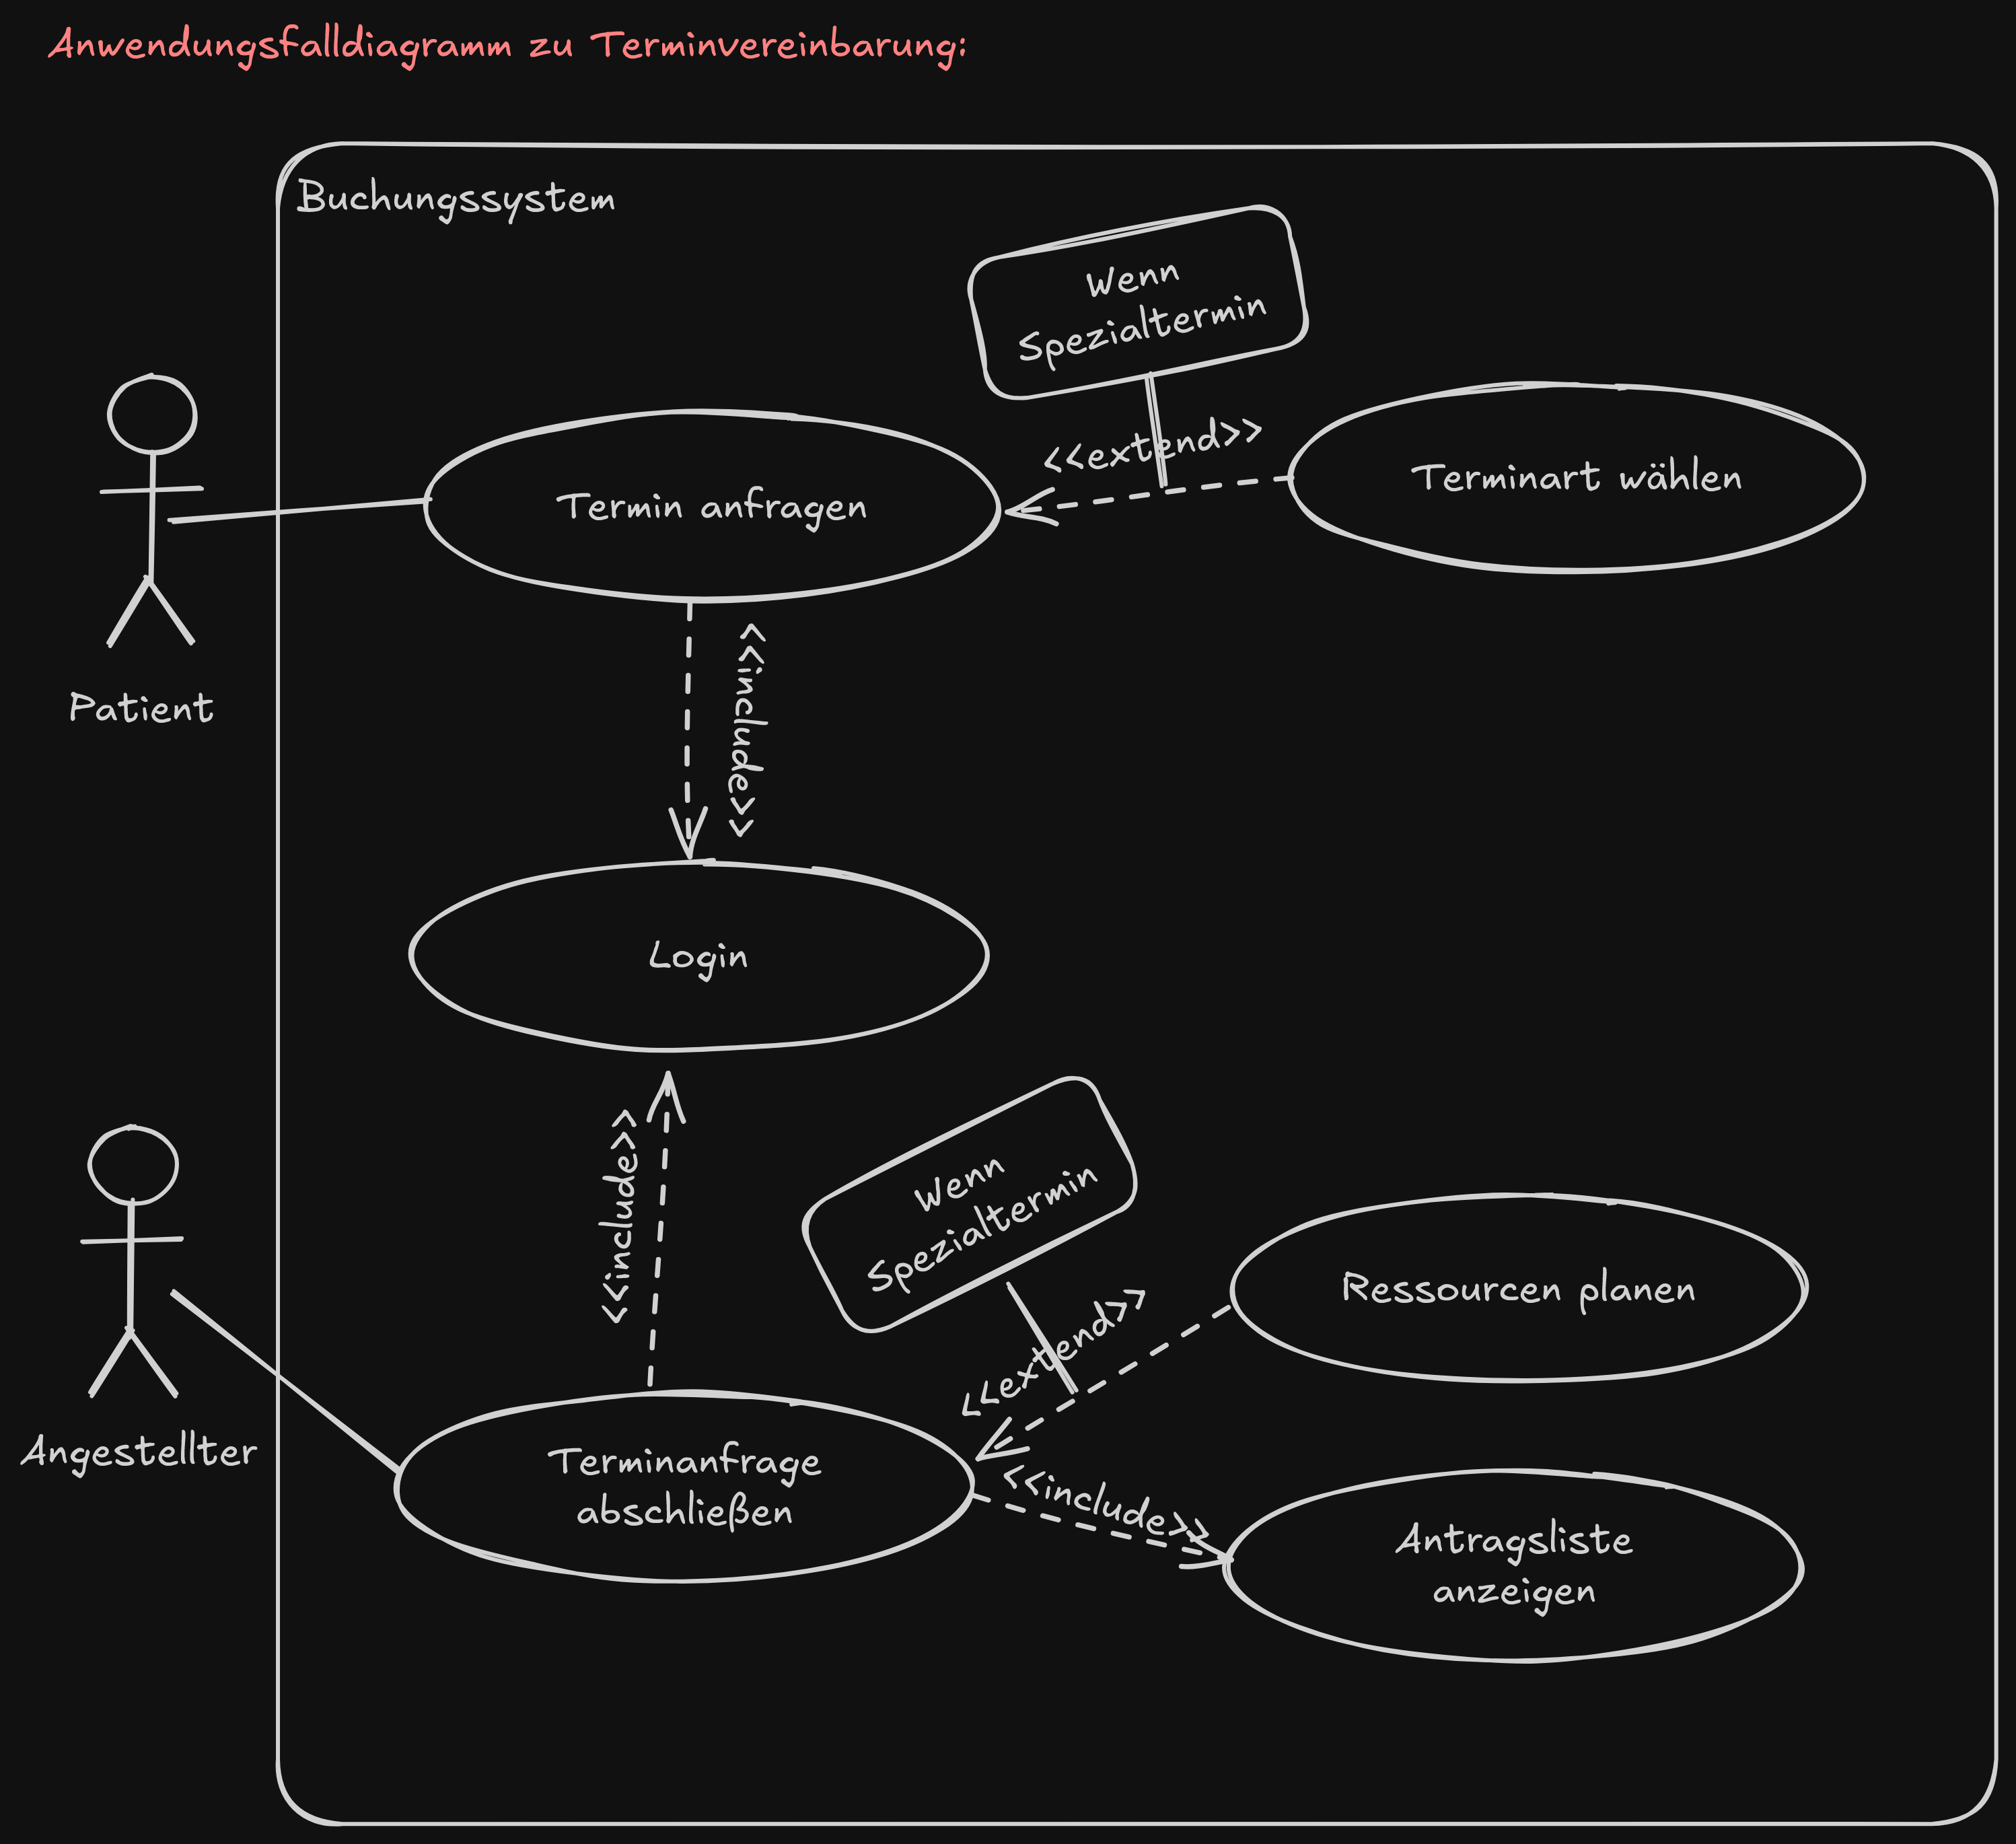 Anwendungsfalldiagramm zu Terminvereinbarung:
Buchungssystem
Wenn
Spezialtermin
<<extend>>
Terminart wählen
Termin anfragen
Patient
<<include>>
Login
<<include>>
Wenn
Spezialtermin
<<extend>>
Ressourcen planen
Angestellter
Terminanfrage
abschließen
<<include>>
Antragsliste
anzeigen